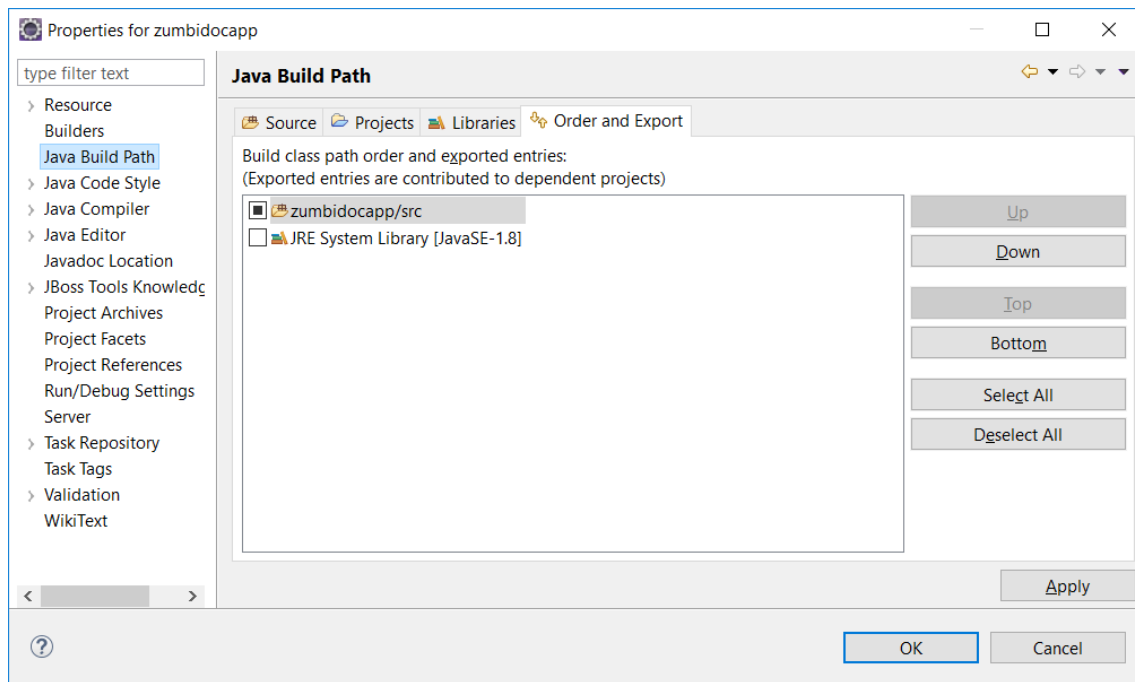 Properties for zumbidocapp
type filter text
Resource
Builders
Java Build Path
Java Code Style
Java Compiler
Java Editor
Javadoc Location
JBoss Tools Knowledg
Project Archives
Project Facets
Project References
Run/Debug Settings
Server
Task Repository
Task Tags
Validation
WikiText
Java Build Path
Source Projects Libraries Order and Export
Build class path order and exported entries:
(Exported entries are contributed to dependent projects)
zumbidocapp/src
JRE System Library [JavaSE-1.8]
Up
Down
Top
Bottom
Select All
Deselect All
Apply
OK Cancel